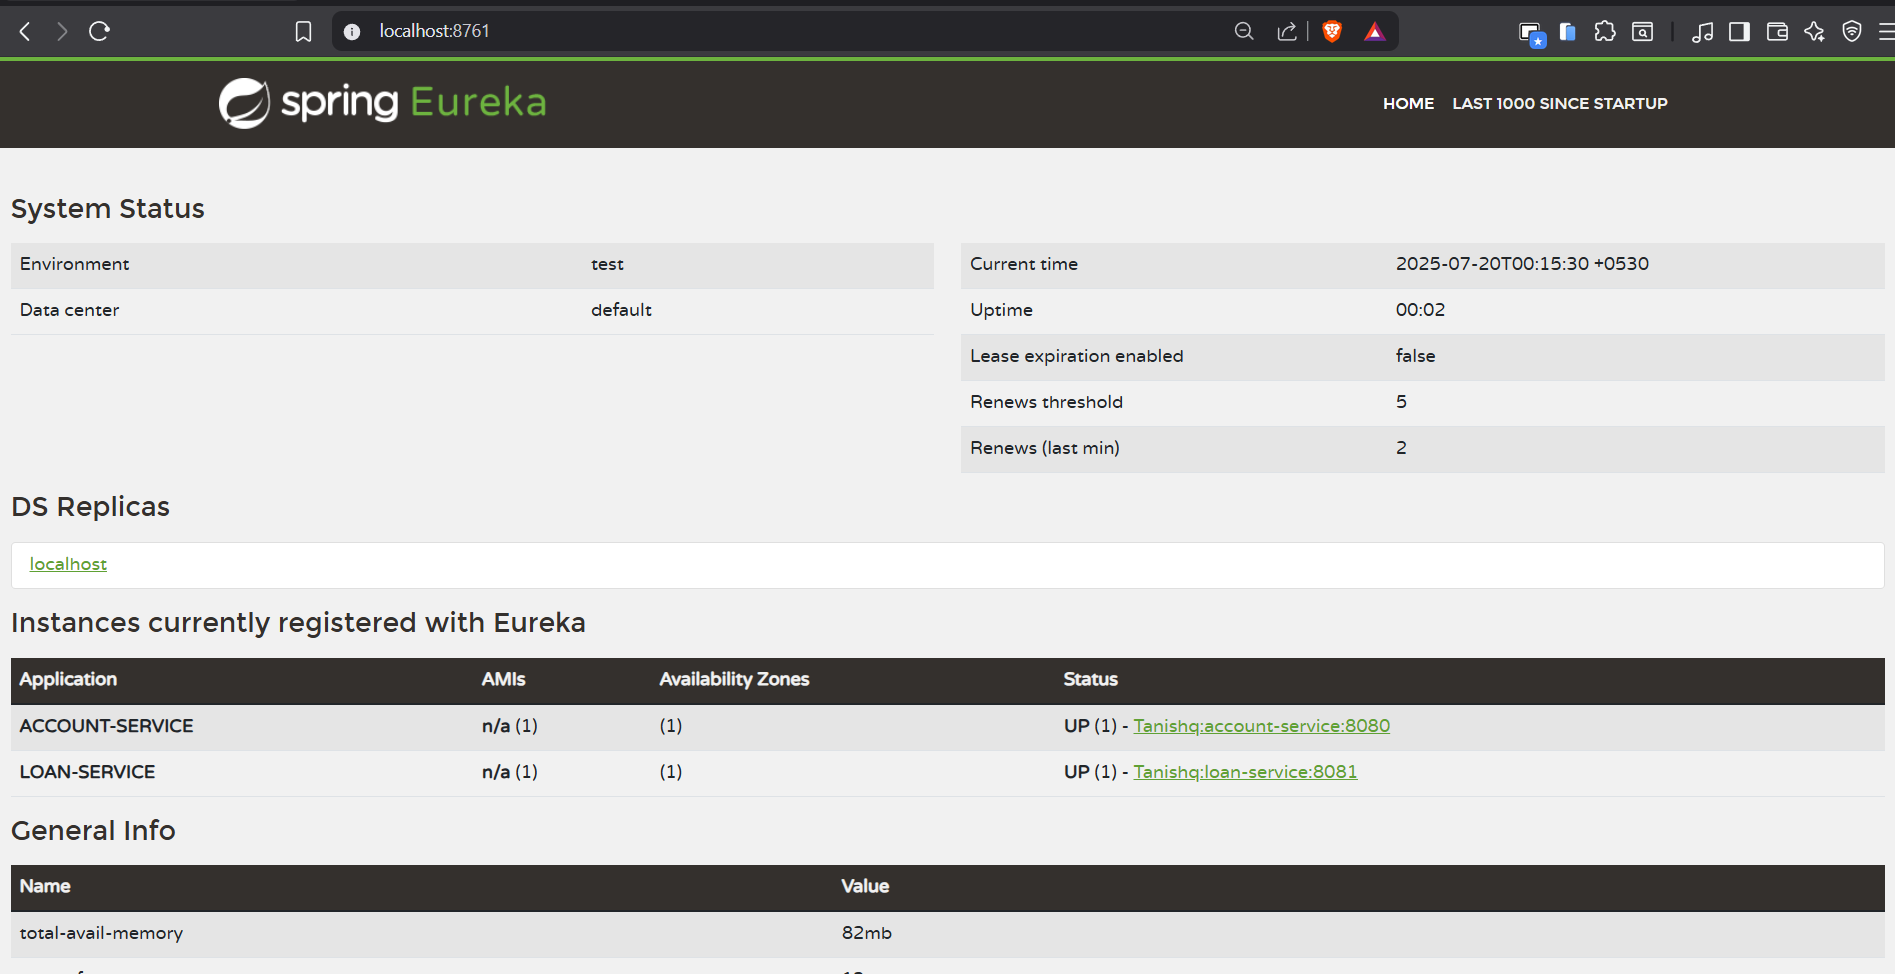 localhost:8761
spring Eureka
HOME LAST 1000 SINCE STARTUP
System Status
Environment test
Data center default
Current time 2025-07-20T00:15:30 +0530
Uptime 00:02
Lease expiration enabled false
Renews threshold 5
Renews (last min) 2
DS Replicas
localhost
Instances currently registered with Eureka
Application AMIs Availability Zones Status
ACCOUNT-SERVICE n/a (1) (1) UP (1) - Tanishq:account-service:8080
LOAN-SERVICE n/a (1) (1) UP (1) - Tanishq:loan-service:8081
General Info
Name Value
total-avail-memory 82mb